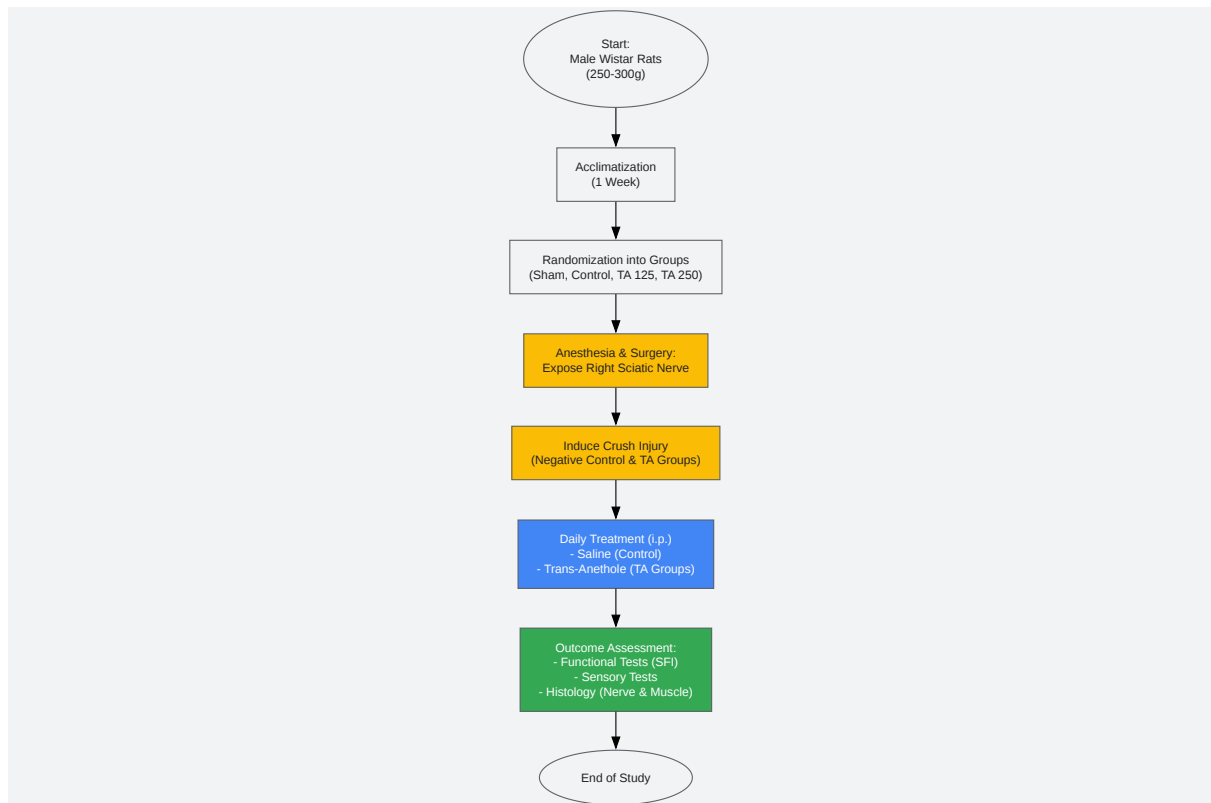 Start:
Male Wistar Rats
(250-300g)
Acclimatization
(1 Week)
Randomization into Groups
(Sham, Control, TA 125, TA 250)
Anesthesia & Surgery:
Expose Right Sciatic Nerve
Induce Crush Injury
(Negative Control & TA Groups)
Daily Treatment (i.p.)
- Saline (Control)
- Trans-Anethole (TA Groups)
Outcome Assessment:
- Functional Tests (SFI)
- Sensory Tests
- Histology (Nerve & Muscle)
End of Study